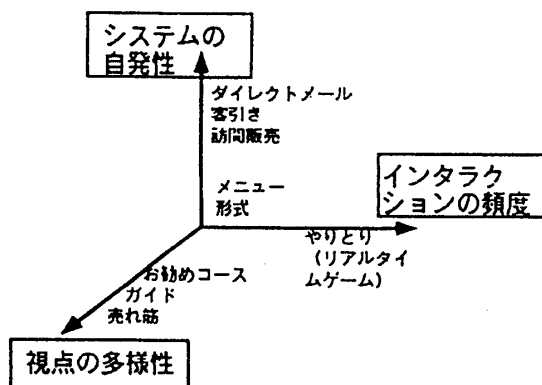 システムの
自発性
ダイレクトメール
客引き
訪問販売
メニュー
形式
インタラク
ションの頻度
やりとり
(リアルタイ
ムゲーム)
お勧めコース
ガイド
売れ筋
視点の多様性